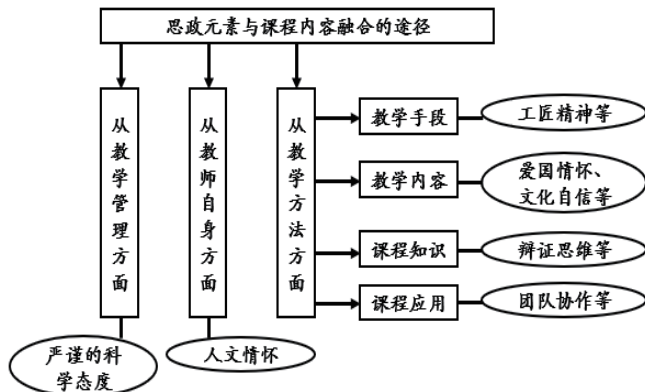 思政元素与课程内容融合的途径
从教学管理方面
从教师自身方面
从教学方法方面
教学手段
工匠精神等
教学内容
爱国情怀、
文化自信等
课程知识
辩证思维等
课程应用
团队协作等
严谨的科
学态度
人文情怀